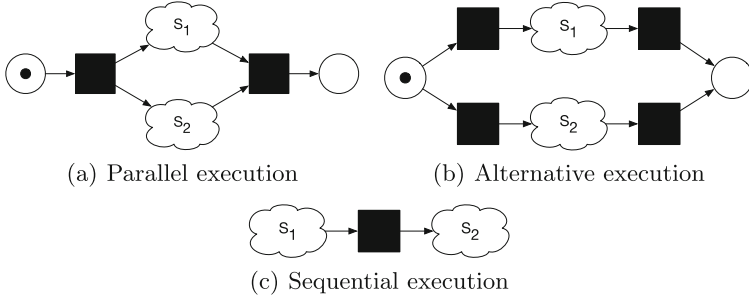 S1
S2
S1
S2
(a) Parallel execution
(b) Alternative execution
S1
S2
(c) Sequential execution